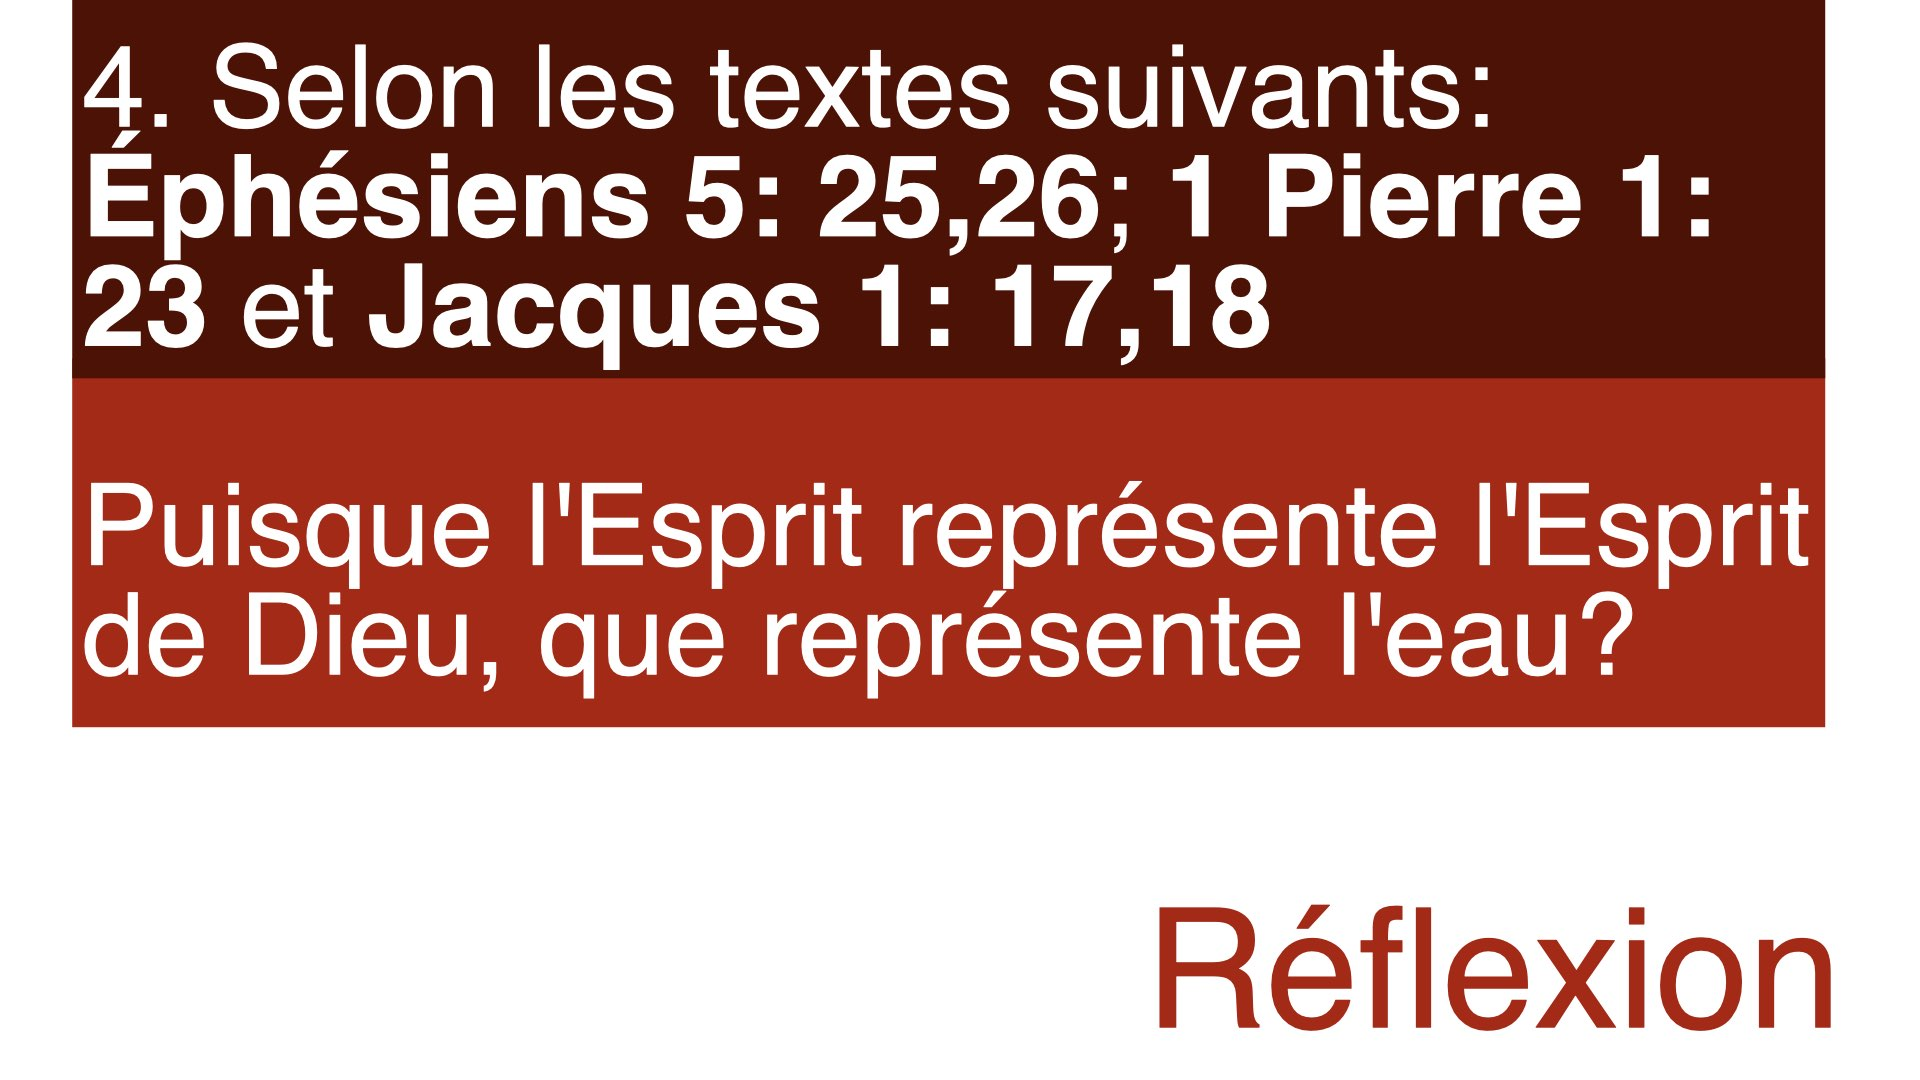 4. Selon les textes suivants:
Éphésiens 5: 25,26; 1 Pierre 1:
23 et Jacques 1: 17,18
Puisque l'Esprit représente l'Esprit
de Dieu, que représente l'eau?
Réflexion